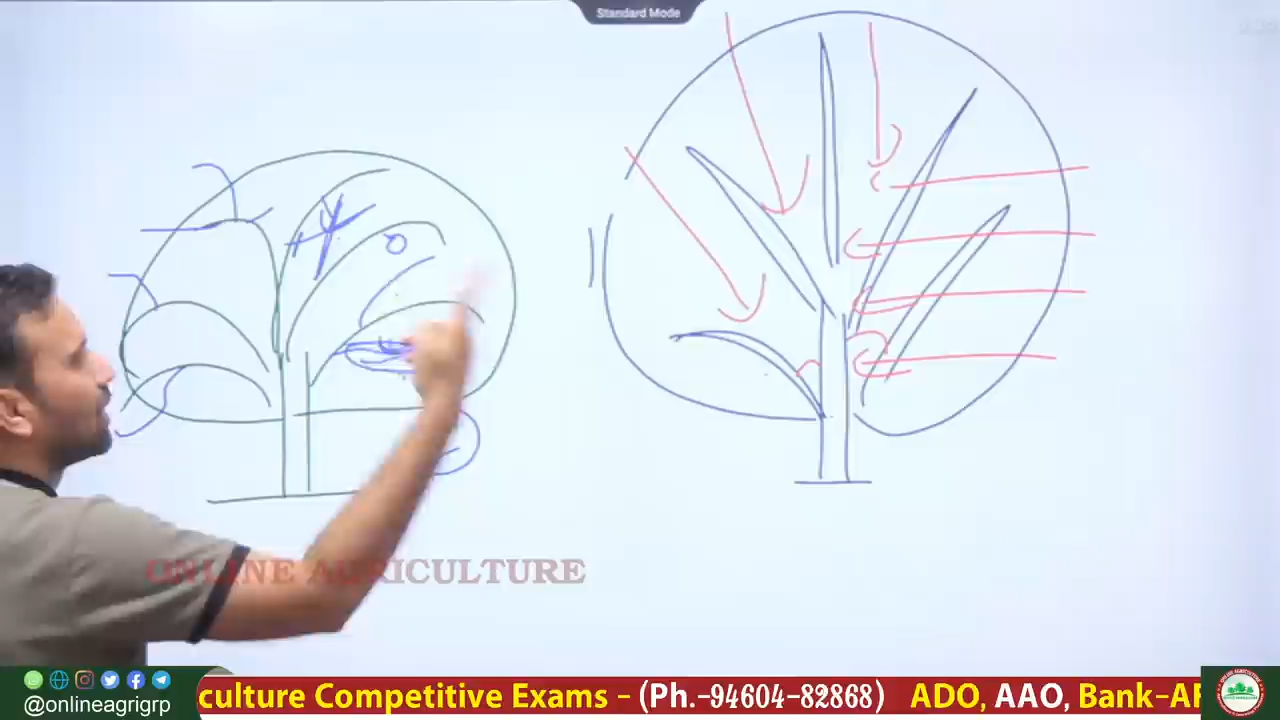 Standard Mode
ONLINE AGRICULTURE
@onlineagrigrp
culture Competitive Exams - (Ph.-94604-82868) ADO, AAO, Bank-AF